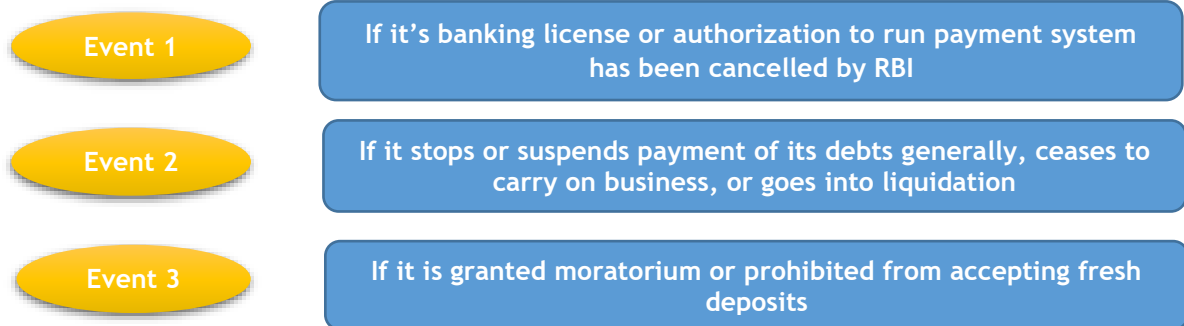 Event 1
If it’s banking license or authorization to run payment system
has been cancelled by RBI
Event 2
If it stops or suspends payment of its debts generally, ceases to
carry on business, or goes into liquidation
Event 3
If it is granted moratorium or prohibited from accepting fresh
deposits